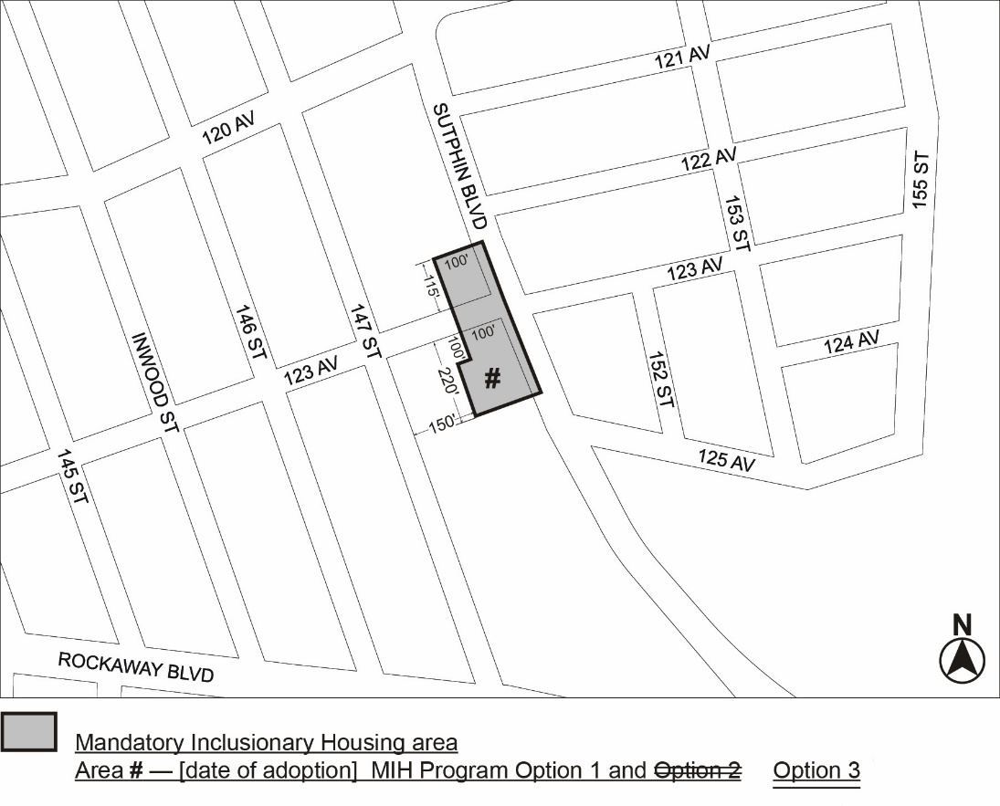 121 AV
120 AV
SUTPHIN BLVD
122 AV
155 ST
153 ST
100'
123 AV
115'
146 ST
147 ST
100'
INWOOD ST
100'
124 AV
123 AV
152 ST
#
220'
150'
145 ST
125 AV
N
ROCKAWAY BLVD
Mandatory Inclusionary Housing area
Area # — [date of adoption] MIH Program Option 1 and Option 2 Option 3